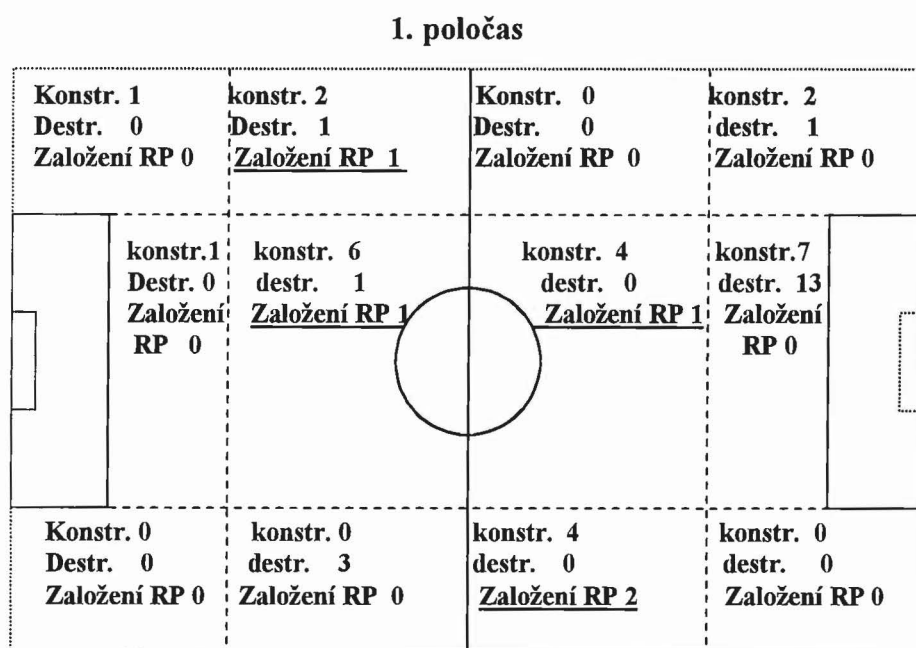 1. poločas
Konstr. 1
Destr. 0
Založení RP 0
konstr. 2
Destr. 1
Založení RP 1
Konstr. 0
Destr. 0
Založení RP 0
konstr. 2
destr. 1
Založení RP 0
konstr.1
Destr. 0
Založení
RP 0
konstr. 6
destr. 1
Založení RP 1
konstr. 4
destr. 0
Založení RP 1
konstr.7
destr. 13
Založení
RP 0
Konstr. 0
Destr. 0
Založení RP 0
konstr. 0
destr. 3
Založení RP 0
konstr. 4
destr. 0
Založení RP 2
konstr. 0
destr. 0
Založení RP 0